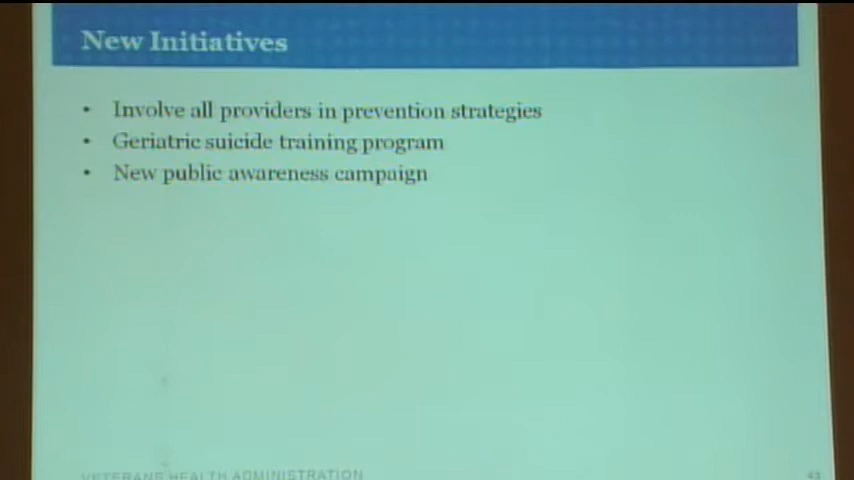 New Initiatives
• Involve all providers in prevention strategies
• Geriatric suicide training program
• New public awareness campaign
VETERANS HEALTH ADMINISTRATION